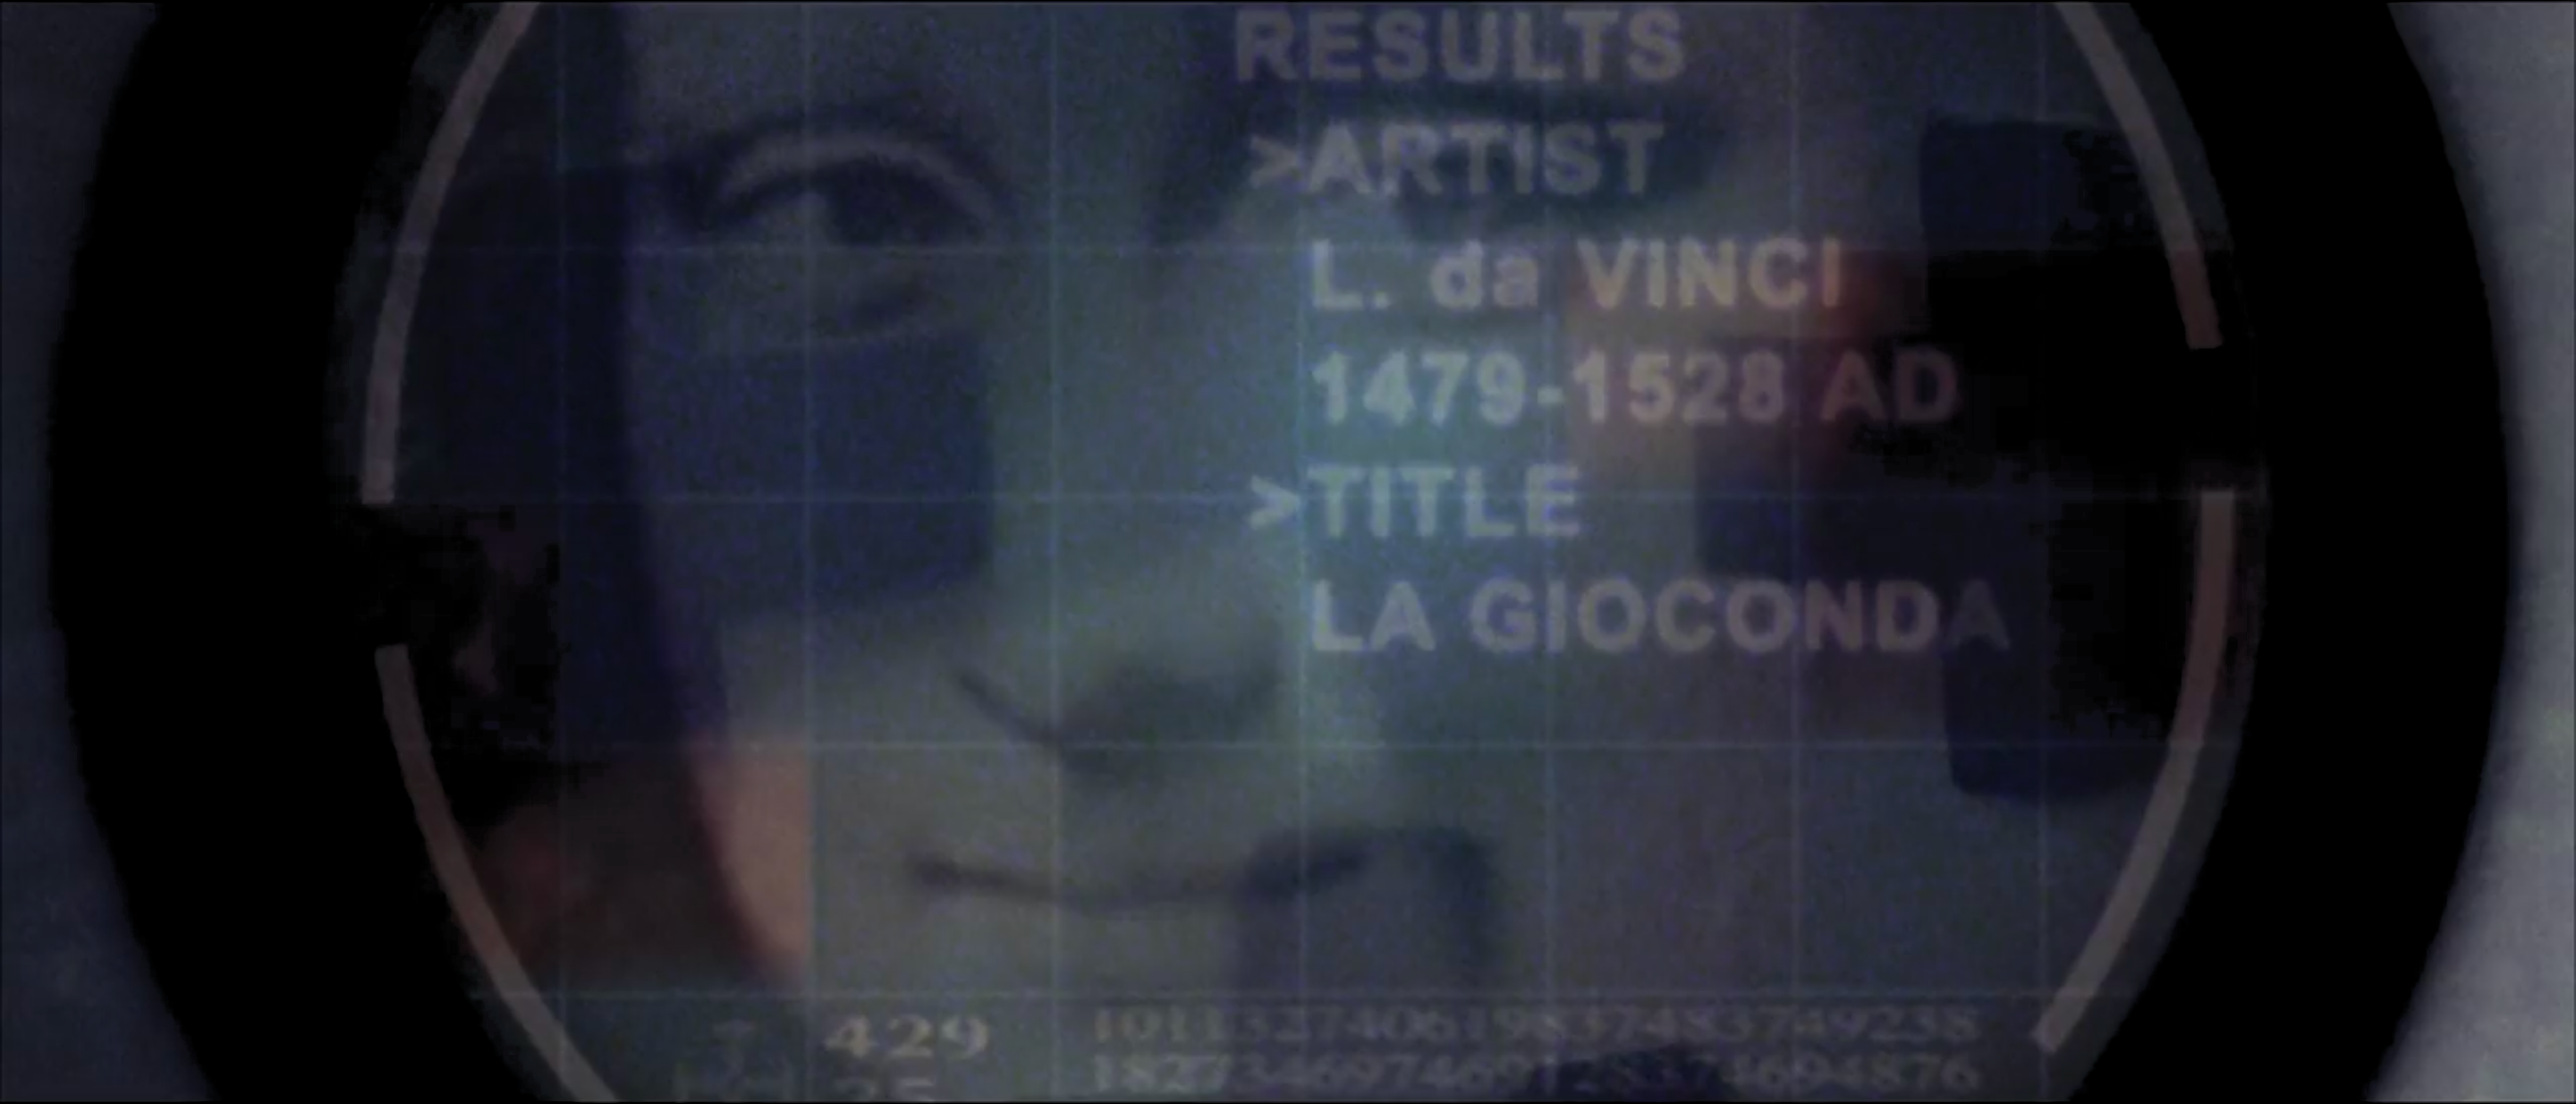 RESULTS
>ARTIST
L. da VINCI
1479-1528 AD
>TITLE
LA GIOCONDA
429